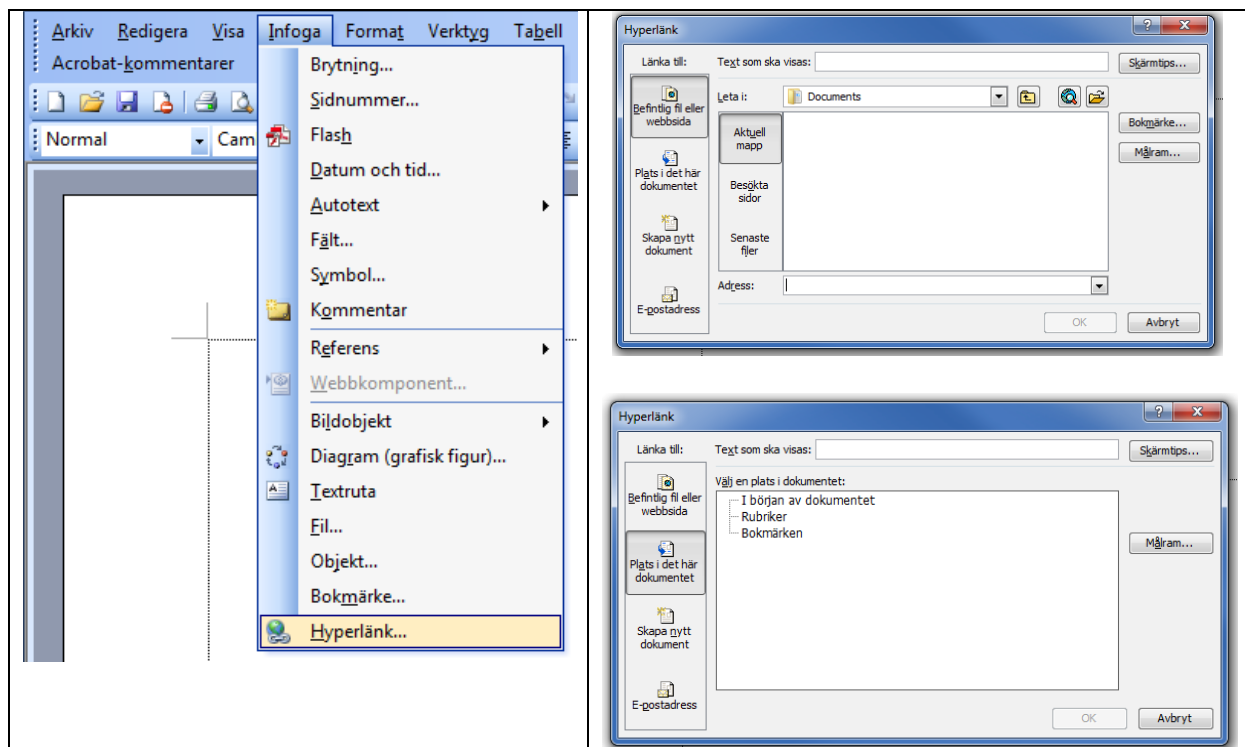 Arkiv Redigera Visa Infoga Format Verktyg Tabell
Acrobat-kommentarer
Normal Cam
Brytning...
Sidnummer...
Flash
Datum och tid...
Autotext
Fält...
Symbol...
Kommentar
Referens
Webbkomponent...
Bildobjekt
Diagram (grafisk figur)...
Textruta
Fil...
Objekt...
Bokmärke...
Hyperlänk...
Hyperlänk
Länka till:
Text som ska visas:
Skärmtips...
Befintlig fil eller
webbsida
Leta i:
Documents
Bokmärke...
Målram...
Aktuell
mapp
Plats i det här
dokumentet
Besökta
sidor
Skapa nytt
dokument
Senaste
filer
Adress:
E-postadress
OK
Avbryt
Hyperlänk
Länka till:
Text som ska visas:
Skärmtips...
Befintlig fil eller
webbsida
Välj en plats i dokumentet:
I början av dokumentet
Rubriker
Bokmärken
Målram...
Plats i det här
dokumentet
Skapa nytt
dokument
E-postadress
OK
Avbryt